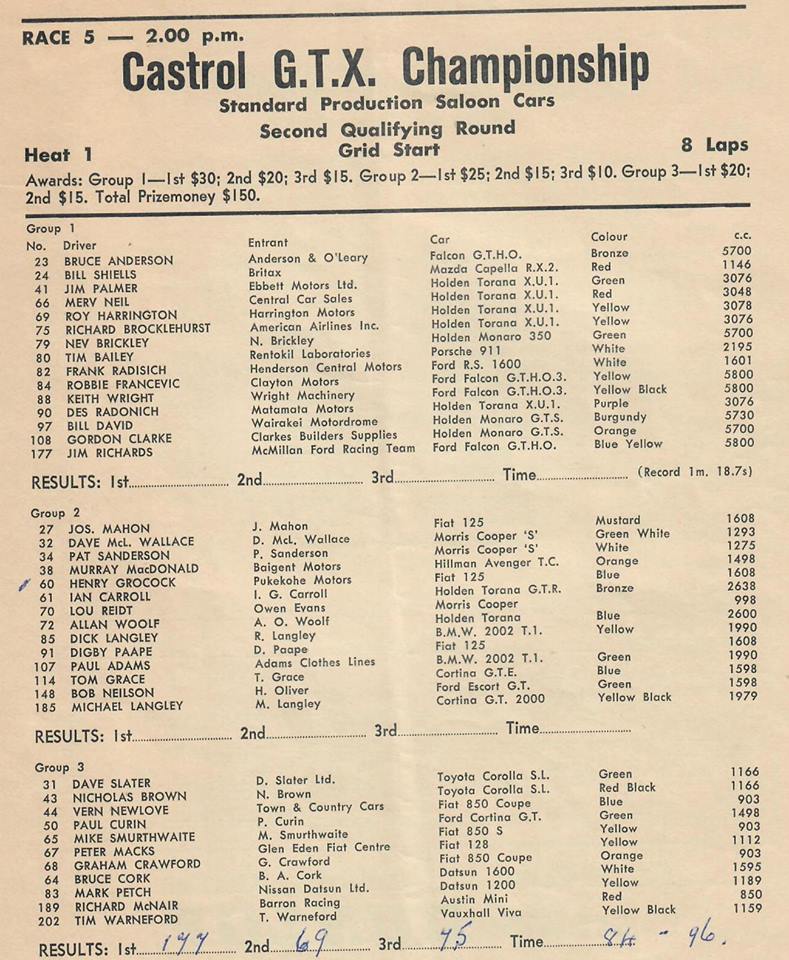 RACE 5 — 2.00 p.m.
Castrol G.T.X. Championship
Standard Production Saloon Cars
Second Qualifying Round
Heat 1 Grid Start 8 Laps
Awards: Group 1—1st $30; 2nd $20; 3rd $15. Group 2—1st $25; 2nd $15; 3rd $10. Group 3—1st $20;
2nd $15. Total Prizemoney $150.
Group 1
No. Driver Entrant Car Colour c.c.
23 BRUCE ANDERSON Anderson & O'Leary Falcon G.T.H.O. Bronze 5700
24 BILL SHIELLS Britax Mazda Capella R.X.2. Red 1146
41 JIM PALMER Ebbett Motors Ltd. Holden Torana X.U.1. Green 3076
66 MERV NEIL Central Car Sales Holden Torana X.U.1. Red 3048
69 ROY HARRINGTON Harrington Motors Holden Torana X.U.1. Yellow 3078
75 RICHARD BROCKLEHURST American Airlines Inc. Holden Torana X.U.1. Yellow 3076
79 NEV BRICKLEY N. Brickley Holden Monaro 350 Green 5700
80 TIM BAILEY Rentokil Laboratories Porsche 911 White 2195
82 FRANK RADISICH Henderson Central Motors Ford R.S. 1600 White 1601
84 ROBBIE FRANCEVIC Clayton Motors Ford Falcon G.T.H.O.3. Yellow 5800
88 KEITH WRIGHT Wright Machinery Ford Falcon G.T.H.O.3. Yellow Black 5800
90 DES RADONICH Matamata Motors Holden Torana X.U.1. Purple 3076
97 BILL DAVID Wairakei Motordrome Holden Monaro G.T.S. Burgundy 5730
108 GORDON CLARKE Clarkes Builders Supplies Holden Monaro G.T.S. Orange 5700
177 JIM RICHARDS McMillan Ford Racing Team Ford Falcon G.T.H.O. Blue Yellow 5800
RESULTS: 1st.................... 2nd.................... 3rd.................... Time.................... (Record 1m. 18.7s)
Group 2
27 JOS. MAHON J. Mahon Fiat 125 Mustard 1608
32 DAVE McL. WALLACE D. McL. Wallace Morris Cooper 'S' Green White 1293
34 PAT SANDERSON P. Sanderson Morris Cooper 'S' White 1275
38 MURRAY MacDONALD Baigent Motors Hillman Avenger T.C. Orange 1498
60 HENRY GROCOCK Pukekohe Motors Fiat 125 Blue 1608
61 IAN CARROLL I. G. Carroll Holden Torana G.T.R. Bronze 2638
70 LOU REIDT Owen Evans Morris Cooper 998
72 ALLAN WOOLF A. O. Woolf Holden Torana Blue 2600
85 DICK LANGLEY R. Langley B.M.W. 2002 T.1. Yellow 1990
91 DIGBY PAAPE D. Paape Fiat 125 1608
107 PAUL ADAMS Adams Clothes Lines B.M.W. 2002 T.1. Green 1990
114 TOM GRACE T. Grace Cortina G.T.E. Blue 1598
148 BOB NEILSON H. Oliver Ford Escort G.T. Green 1598
185 MICHAEL LANGLEY M. Langley Cortina G.T. 2000 Yellow Black 1979
RESULTS: 1st.................... 2nd.................... 3rd.................... Time....................
Group 3
31 DAVE SLATER D. Slater Ltd. Toyota Corolla S.L. Green 1166
43 NICHOLAS BROWN N. Brown Toyota Corolla S.L. Red Black 1166
44 VERN NEWLOVE Town & Country Cars Fiat 850 Coupe Blue 903
50 PAUL CURIN P. Curin Ford Cortina G.T. Green 1498
65 MIKE SMURTHWAITE M. Smurthwaite Fiat 850 S Yellow 903
67 PETER MACKS Glen Eden Fiat Centre Fiat 128 Yellow 1112
68 GRAHAM CRAWFORD G. Crawford Fiat 850 Coupe Orange 903
64 BRUCE CORK B. A. Cork Datsun 1600 White 1595
83 MARK PETCH Nissan Datsun Ltd. Datsun 1200 Yellow 1189
189 RICHARD McNAIR Barron Racing Austin Mini Red 850
202 TIM WARNEFORD T. Warneford Vauxhall Viva Yellow Black 1159
RESULTS: 1st.... 177 .... 2nd.... 69 .... 3rd.... 75 .... Time.... 84 - 96.